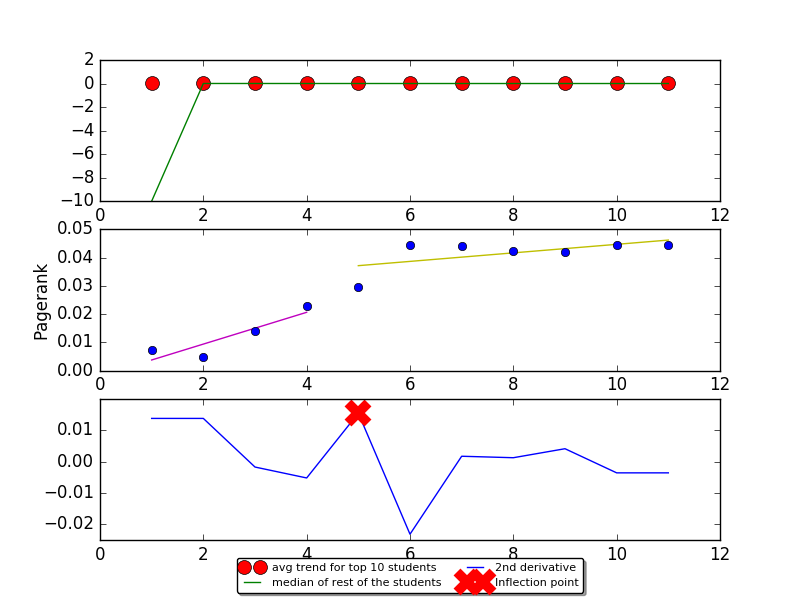 2
0
−2
−4
−6
−8
−10
0 2 4 6 8 10 12
0.05
0.04
0.03
0.02
0.01
0.00
Pagerank
0 2 4 6 8 10 12
0.01
0.00
−0.01
−0.02
0 2 4 6 8 10 12
avg trend for top 10 students 2nd derivative
median of rest of the students Inflection point